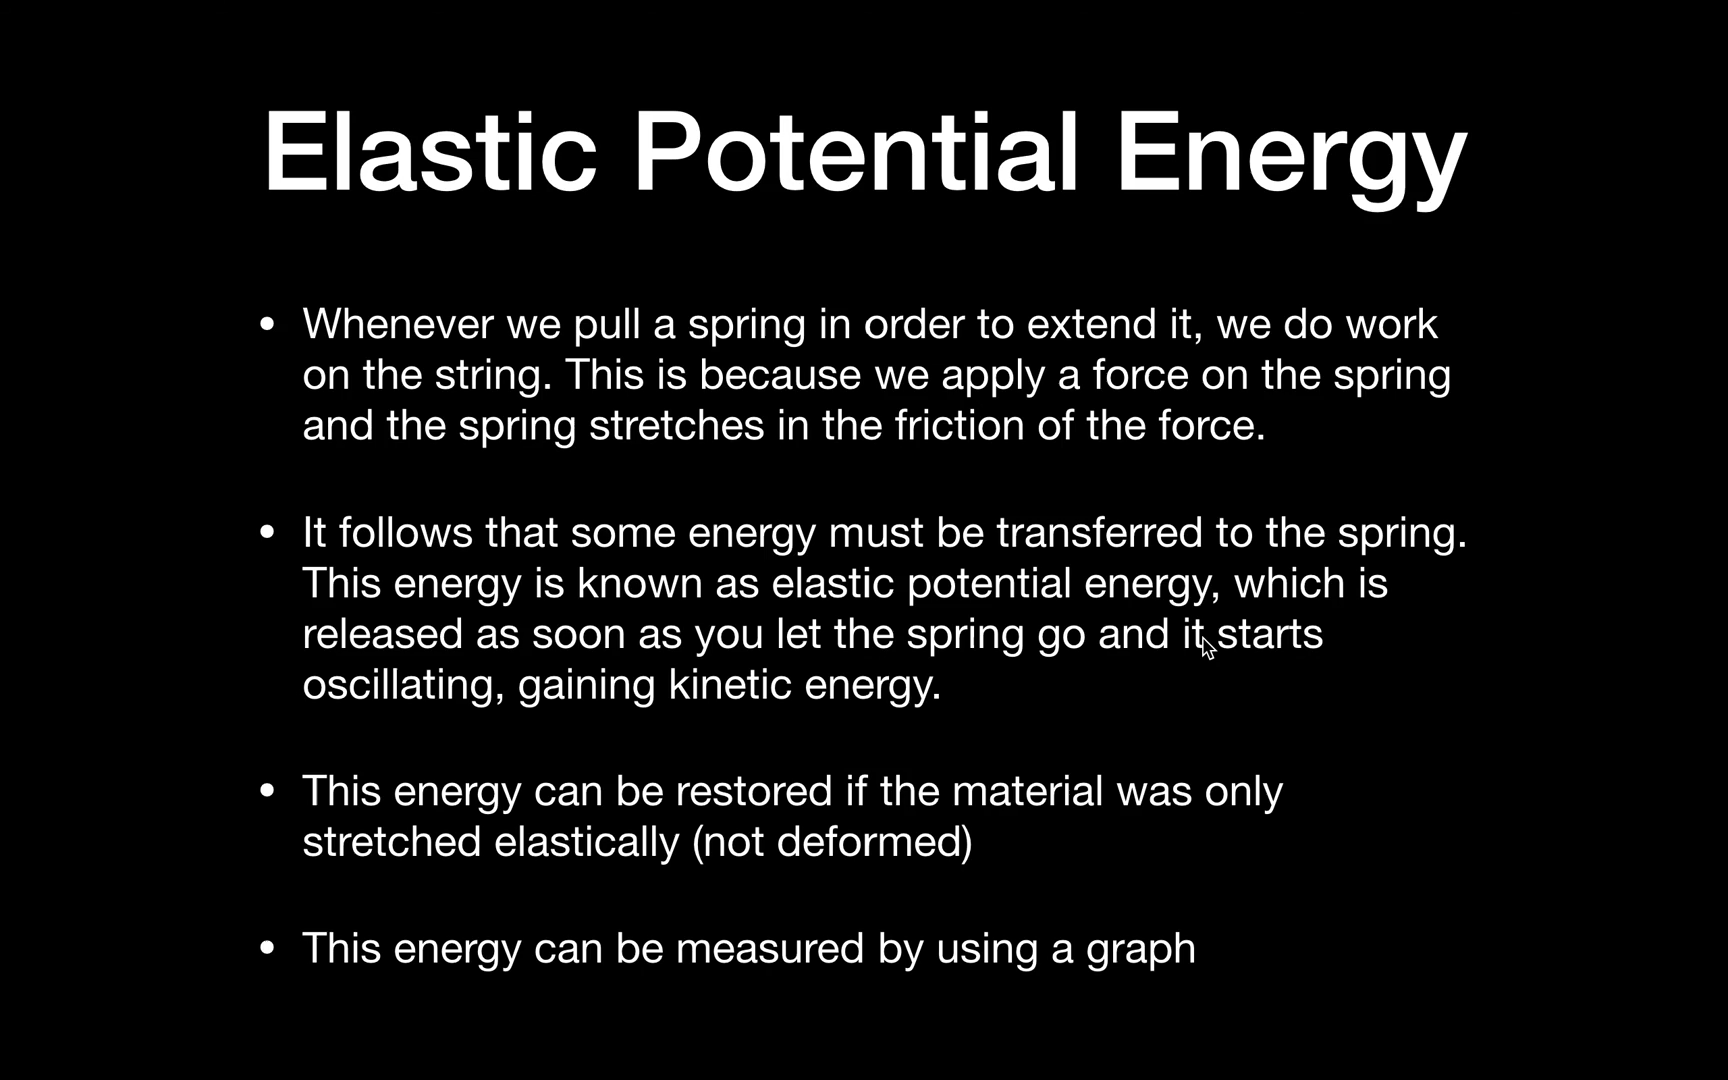 Elastic Potential Energy
• Whenever we pull a spring in order to extend it, we do work
on the string. This is because we apply a force on the spring
and the spring stretches in the friction of the force.
• It follows that some energy must be transferred to the spring.
This energy is known as elastic potential energy, which is
released as soon as you let the spring go and it starts
oscillating, gaining kinetic energy.
• This energy can be restored if the material was only
stretched elastically (not deformed)
• This energy can be measured by using a graph